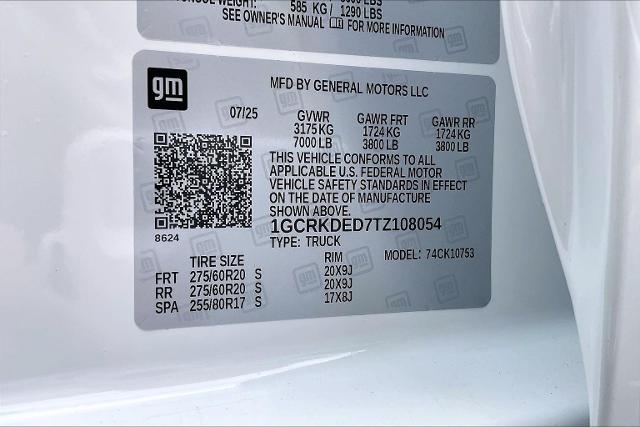 585 KG / 1290 LBS
SEE OWNER'S MANUAL FOR MORE INFORMATION
gm
MFD BY GENERAL MOTORS LLC
07/25 GVWR GAWR FRT GAWR RR
3175 KG 1724 KG 1724 KG
7000 LB 3800 LB 3800 LB
THIS VEHICLE CONFORMS TO ALL
APPLICABLE U.S. FEDERAL MOTOR
VEHICLE SAFETY STANDARDS IN EFFECT
ON THE DATE OF MANUFACTURE
SHOWN ABOVE.
1GCRKDED7TZ108054
8624
TYPE: TRUCK
TIRE SIZE RIM MODEL: 74CK10753
FRT 275/60R20 S 20X9J
RR 275/60R20 S 20X9J
SPA 255/80R17 S 17X8J